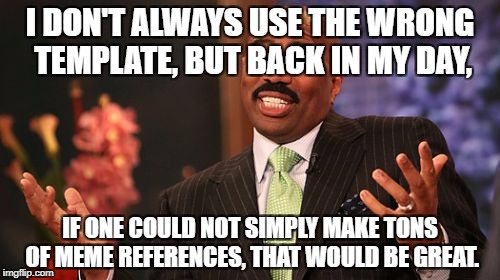 I DON'T ALWAYS USE THE WRONG
TEMPLATE, BUT BACK IN MY DAY,
IF ONE COULD NOT SIMPLY MAKE TONS
OF MEME REFERENCES, THAT WOULD BE GREAT.
imgflip.com